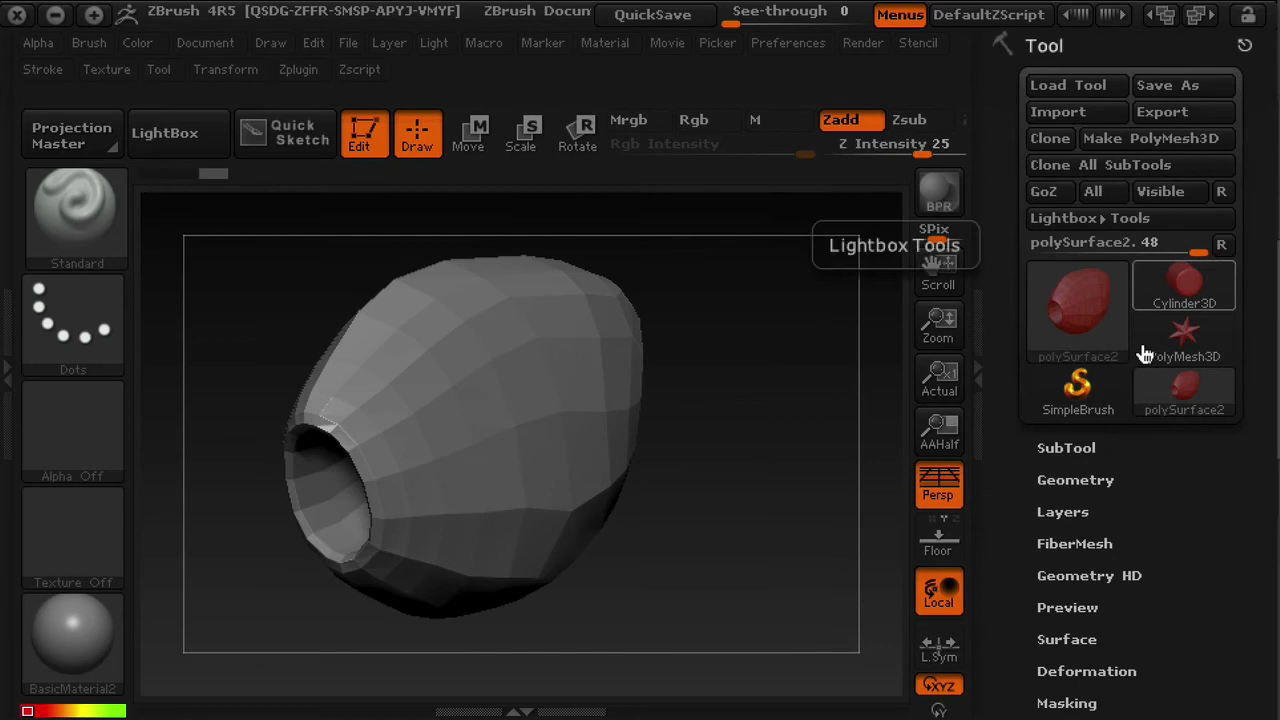 ZBrush 4R5 [QSDG-ZFFR-SMSP-APYJ-VMYF] ZBrush Docun QuickSave See-through 0 Menus DefaultZScript
Alpha Brush Color Document Draw Edit File Layer Light Macro Marker Material Movie Picker Preferences Render Stencil
Stroke Texture Tool Transform Zplugin Zscript
Projection Master
LightBox
Quick Sketch
Edit
Draw
Move
Scale
Rotate
Mrgb Rgb M Zadd Zsub
Rgb Intensity Z Intensity 25
Standard
Dots
Alpha Off
Texture Off
BasicMaterial2
Lightbox Tools
BPR
SPix
Scroll
Zoom
Actual
AAHalf
Persp
Floor
Local
L.Sym
XYZ
Tool
Load Tool Save As
Import Export
Clone Make PolyMesh3D
Clone All SubTools
GoZ All Visible R
Lightbox▸Tools
polySurface2. 48 R
polySurface2
Cylinder3D
PolyMesh3D
SimpleBrush
polySurface2
SubTool
Geometry
Layers
FiberMesh
Geometry HD
Preview
Surface
Deformation
Masking